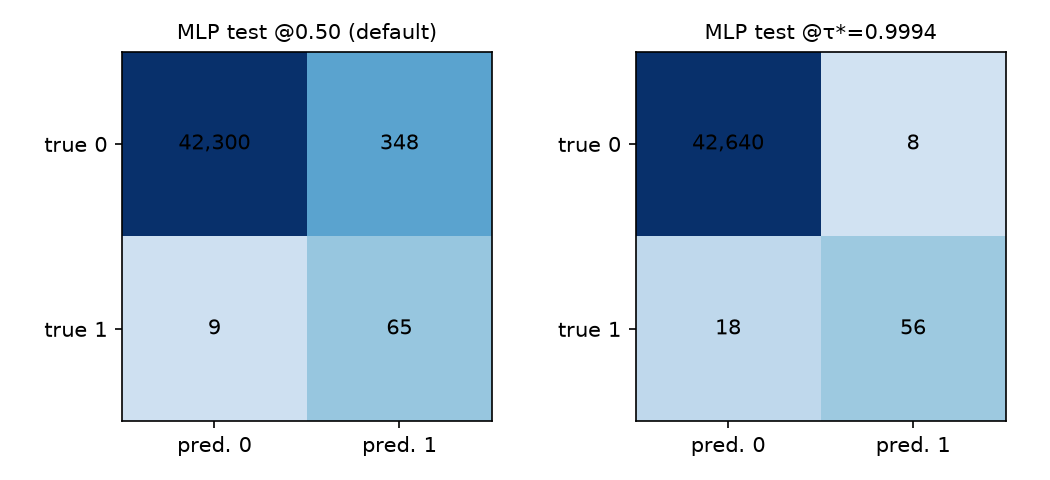 MLP test @0.50 (default)
true 0
42,300
348
true 1
9
65
pred. 0
pred. 1
MLP test @τ*=0.9994
true 0
42,640
8
true 1
18
56
pred. 0
pred. 1